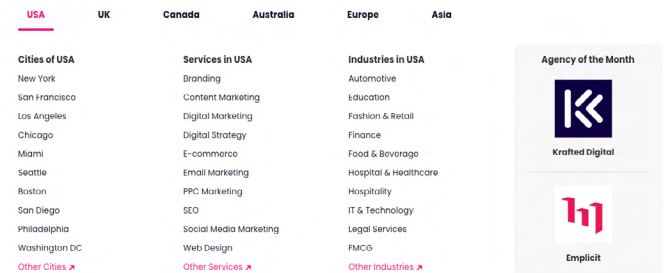 USA UK Canada Australia Europe Asia
Cities of USA
New York
San Francisco
Los Angeles
Chicago
Miami
Seattle
Boston
San Diego
Philadelphia
Washington DC
Other Cities ↗
Services in USA
Branding
Content Marketing
Digital Marketing
Digital Strategy
E-commerce
Email Marketing
PPC Marketing
SEO
Social Media Marketing
Web Design
Other Services ↗
Industries in USA
Automotive
Education
Fashion & Retail
Finance
Food & Beverage
Hospital & Healthcare
Hospitality
IT & Technology
Legal Services
FMCG
Other Industries ↗
Agency of the Month
Krafted Digital
Emplicit